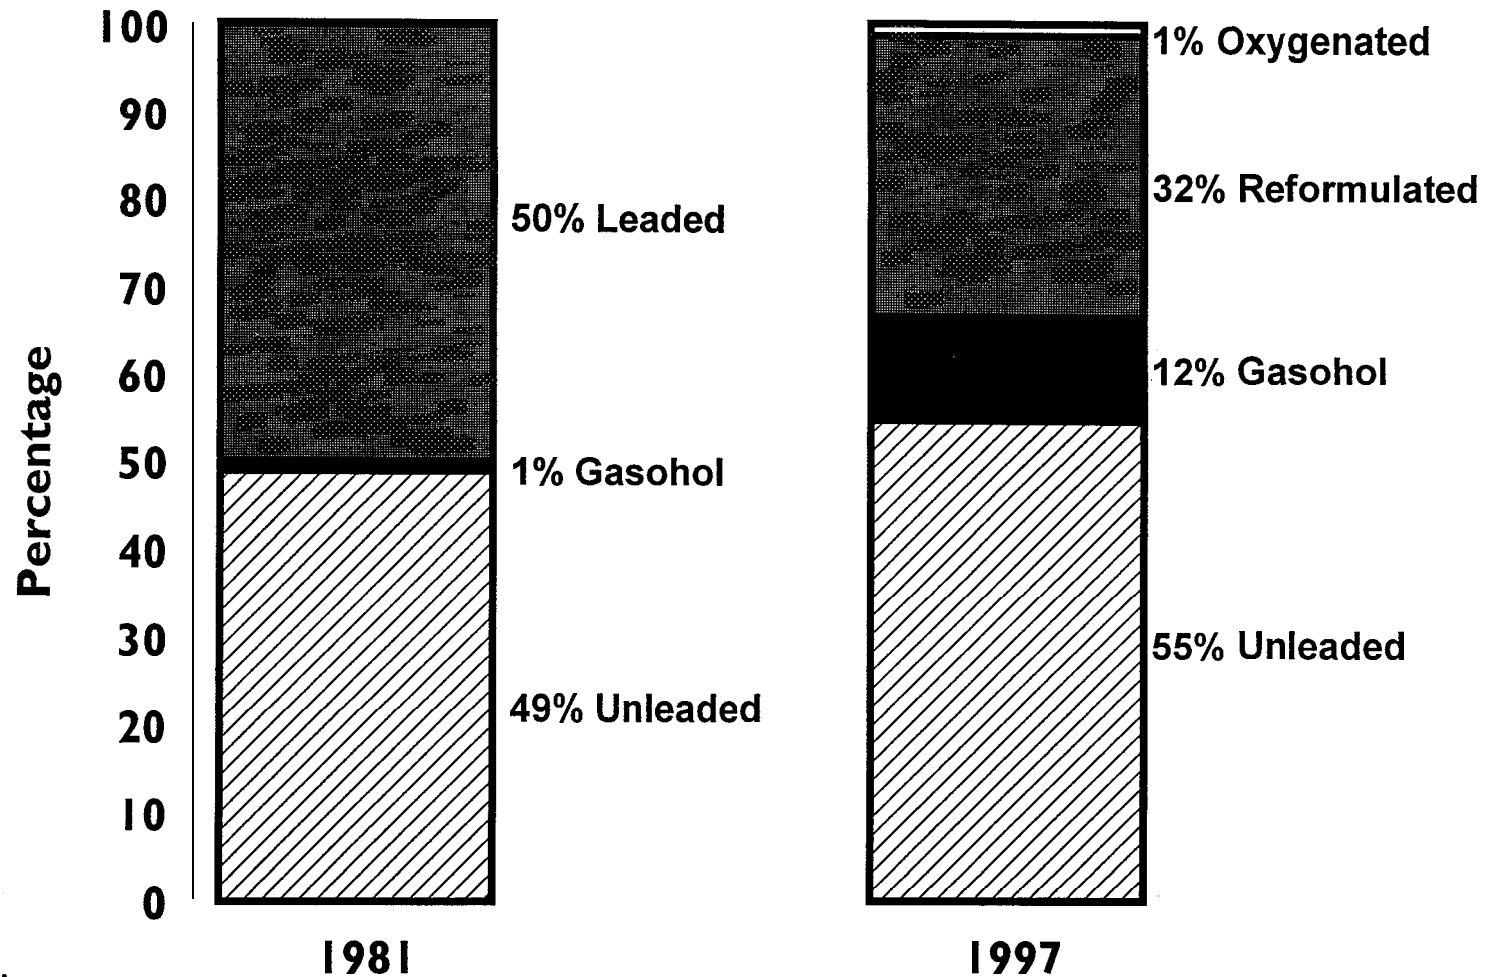 Percentage
100
90
80
70
60
50
40
30
20
10
0
50% Leaded
1% Gasohol
49% Unleaded
1981
1% Oxygenated
32% Reformulated
12% Gasohol
55% Unleaded
1997